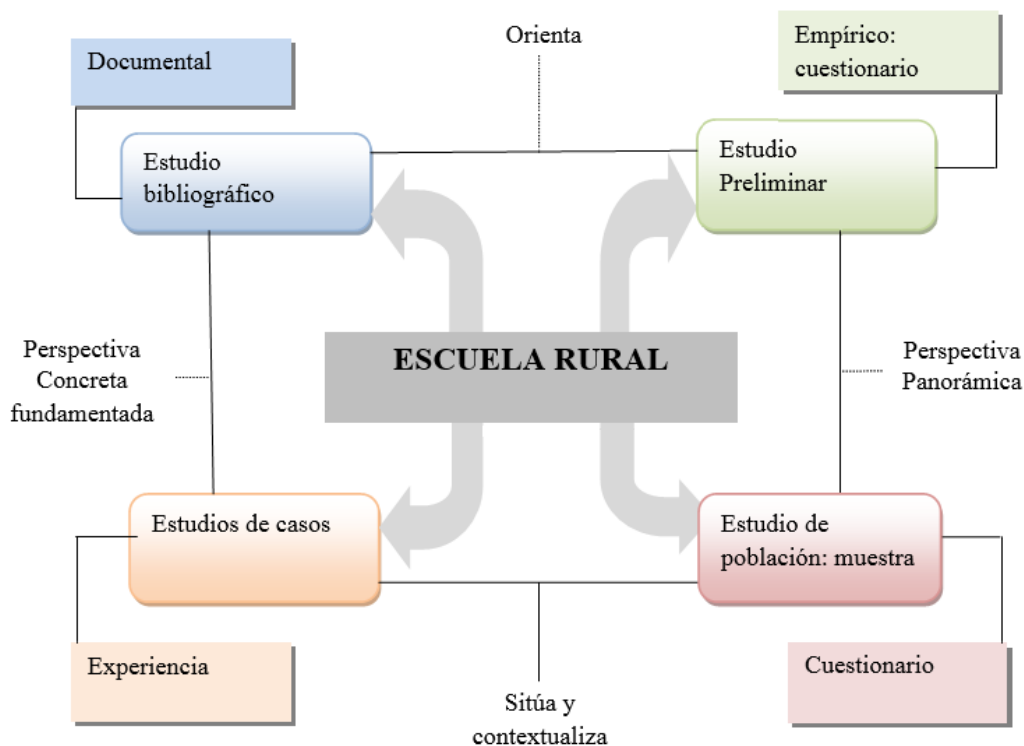 Orienta
Documental
Empírico:
cuestionario
Estudio
bibliográfico
Estudio
Preliminar
Perspectiva
Concreta
fundamentada
ESCUELA RURAL
Perspectiva
Panorámica
Estudios de casos
Estudio de
población: muestra
Experiencia
Cuestionario
Sitúa y
contextualiza